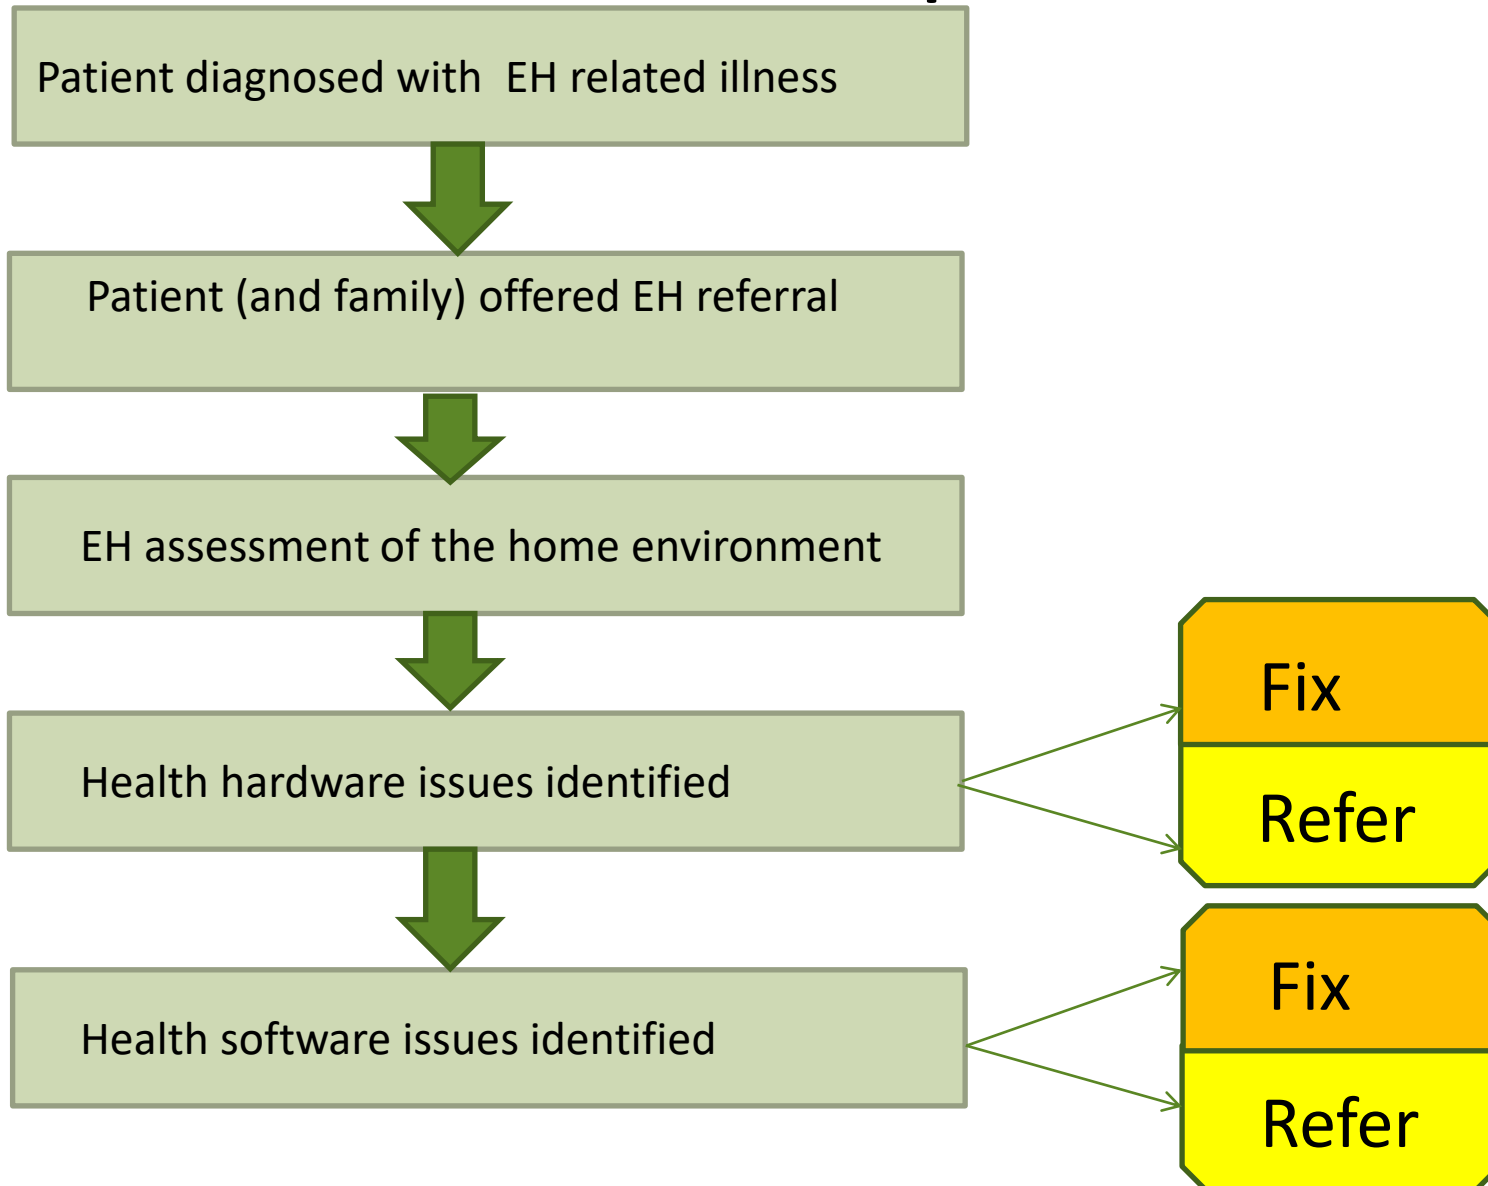 Patient diagnosed with EH related illness
Patient (and family) offered EH referral
EH assessment of the home environment
Health hardware issues identified
Fix
Refer
Health software issues identified
Fix
Refer